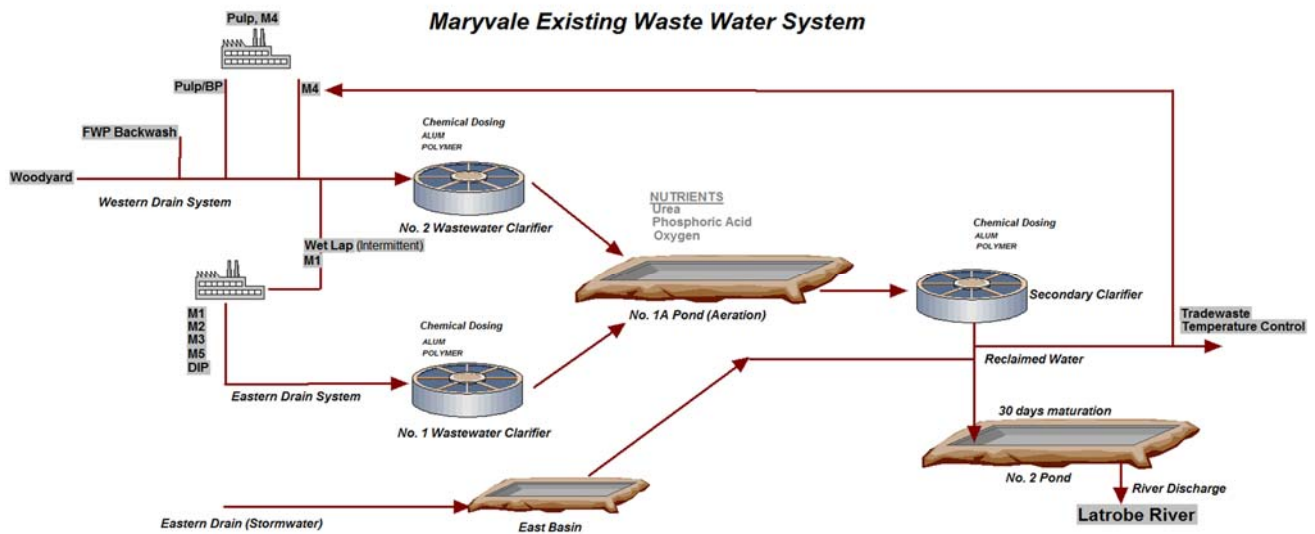 Maryvale Existing Waste Water System
Pulp, M4
Pulp/BP
M4
FWP Backwash
Woodyard
Western Drain System
Chemical Dosing
ALUM
POLYMER
No. 2 Wastewater Clarifier
Wet Lap (Intermittent)
M1
M1
M2
M3
M5
DIP
Eastern Drain System
Chemical Dosing
ALUM
POLYMER
No. 1 Wastewater Clarifier
NUTRIENTS
Urea
Phosphoric Acid
Oxygen
No. 1A Pond (Aeration)
Chemical Dosing
ALUM
POLYMER
Secondary Clarifier
Tradewaste
Temperature Control
Reclaimed Water
30 days maturation
No. 2 Pond
River Discharge
Latrobe River
Eastern Drain (Stormwater)
East Basin